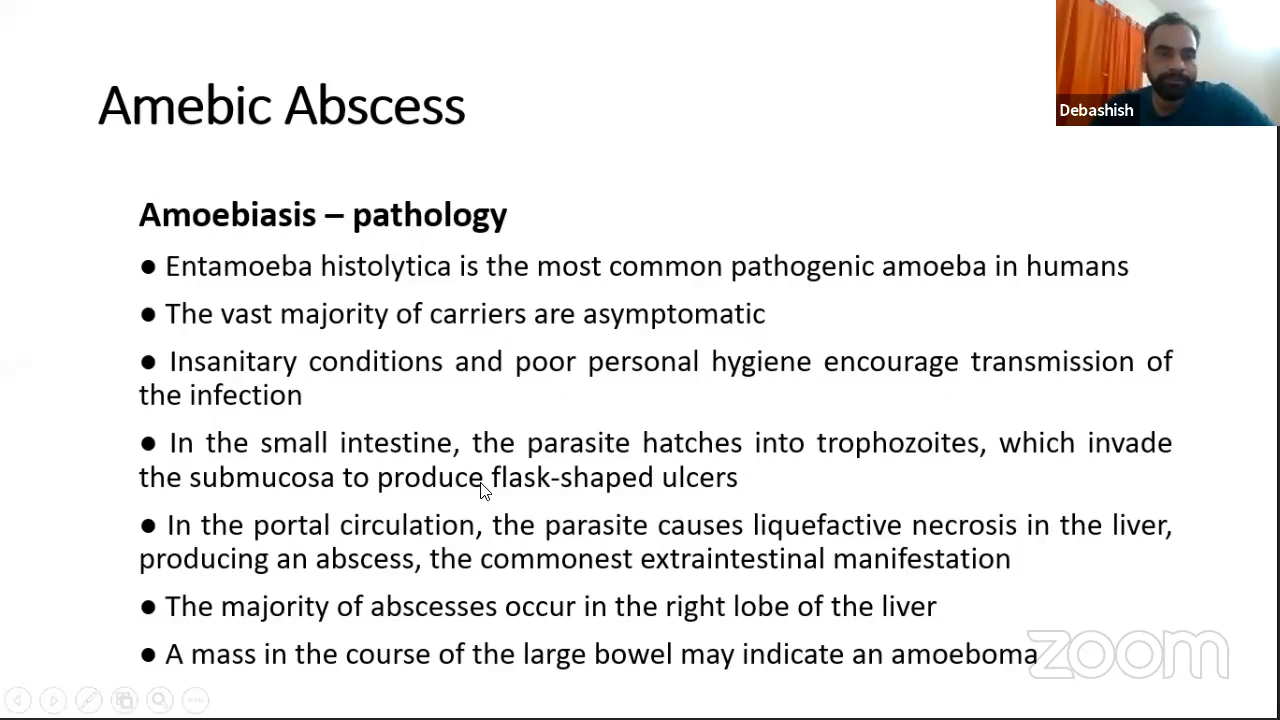 Debashish
Amebic Abscess
Amoebiasis – pathology
● Entamoeba histolytica is the most common pathogenic amoeba in humans
● The vast majority of carriers are asymptomatic
● Insanitary conditions and poor personal hygiene encourage transmission of
the infection
● In the small intestine, the parasite hatches into trophozoites, which invade
the submucosa to produce flask-shaped ulcers
● In the portal circulation, the parasite causes liquefactive necrosis in the liver,
producing an abscess, the commonest extraintestinal manifestation
● The majority of abscesses occur in the right lobe of the liver
● A mass in the course of the large bowel may indicate an amoeboma
zoom